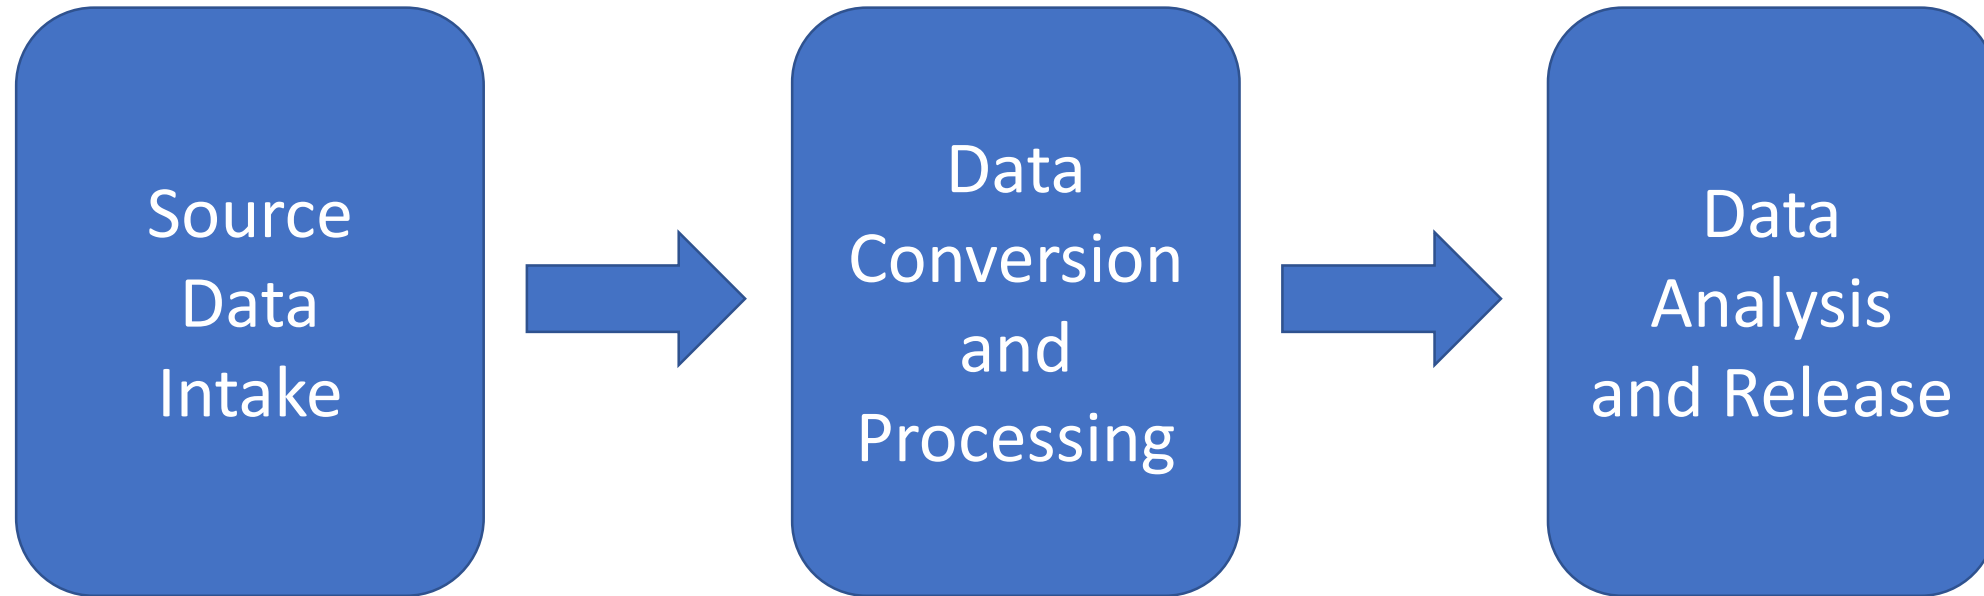 Source
Data
Intake
Data
Conversion
and
Processing
Data
Analysis
and Release